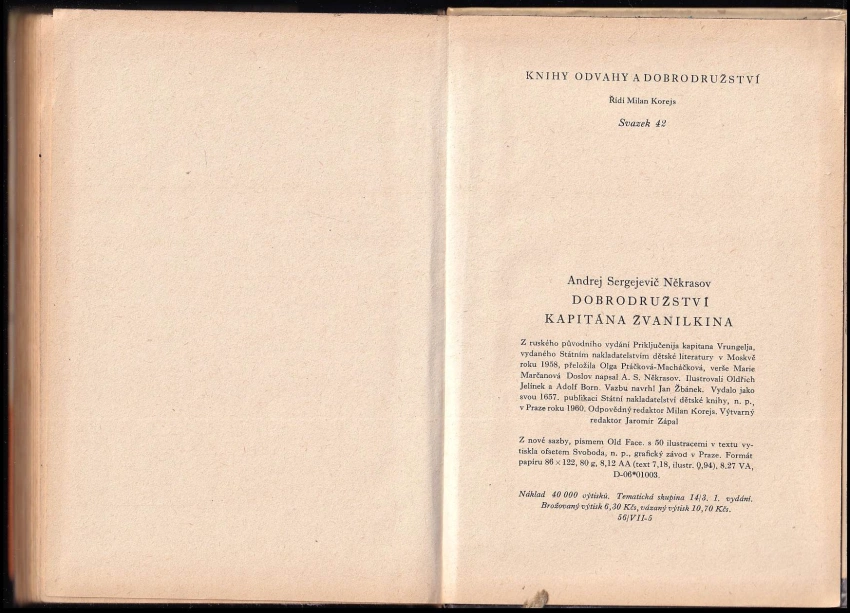 KNIHY ODVAHY A DOBRODRUŽSTVÍ
Řídí Milan Korejs
Svazek 42
Andrej Sergejevič Někrasov
DOBRODRUŽSTVÍ
KAPITÁNA ŽVANILKINA
Z ruského původního vydání Priključenija kapitana Vrungelja,
vydaného Státním nakladatelstvím dětské literatury v Moskvě
roku 1958, přeložila Olga Ptáčková-Macháčková, verše Marie
Marčanová Doslov napsal A. S. Někrasov. Ilustrovali Oldřich
Jelínek a Adolf Born. Vazbu navrhl Jan Žbánek. Vydalo jako
svou 1657. publikaci Státní nakladatelství dětské knihy, n. p.,
v Praze roku 1960. Odpovědný redaktor Milan Korejs. Výtvarný
redaktor Jaromír Zápal
Z nové sazby, písmem Old Face. s 50 ilustracemi v textu vy-
tiskla ofsetem Svoboda, n. p., grafický závod v Praze. Formát
papíru 86 × 122, 80 g, 8,12 AA (text 7,18, ilustr. 0,94), 8.27 VA,
D-06*01003.
Náklad 40 000 výtisků. Tematická skupina 14/3. 1. vydání.
Brožovaný výtisk 6,30 Kčs, vázaný výtisk 10,70 Kčs.
56/VII-5